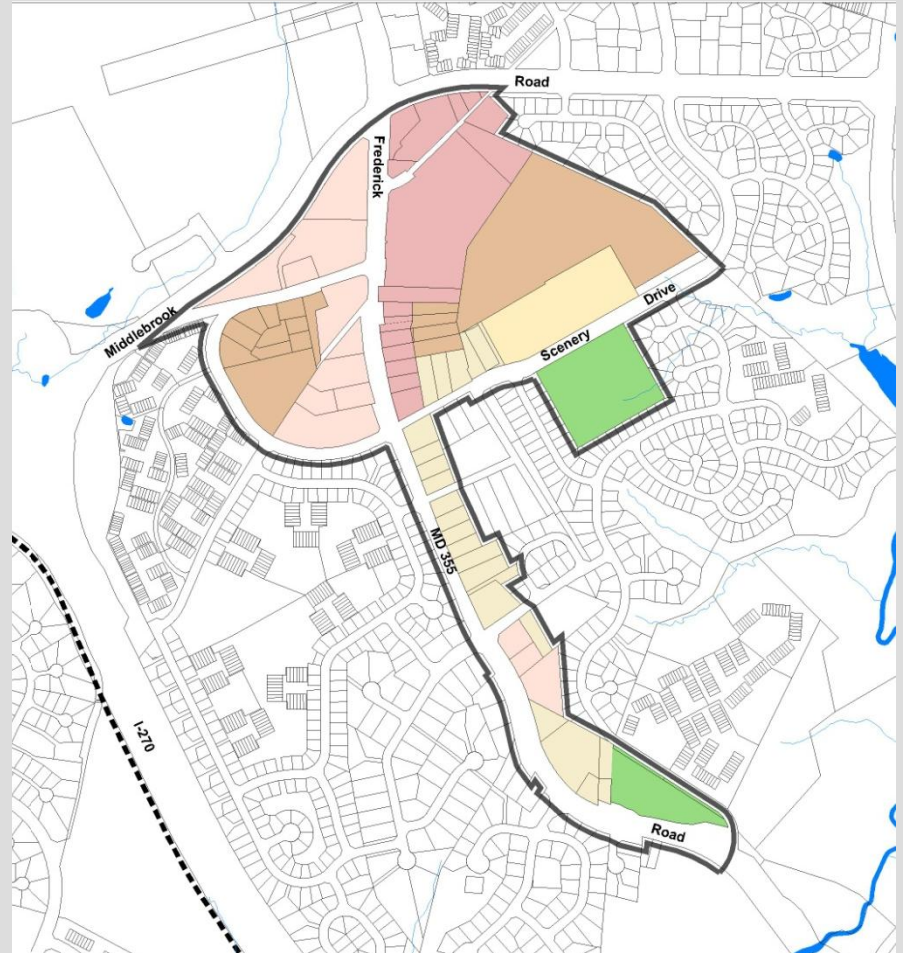 Road
Frederick
Middlebrook
Drive
Scenery
MD 355
I-270
Road